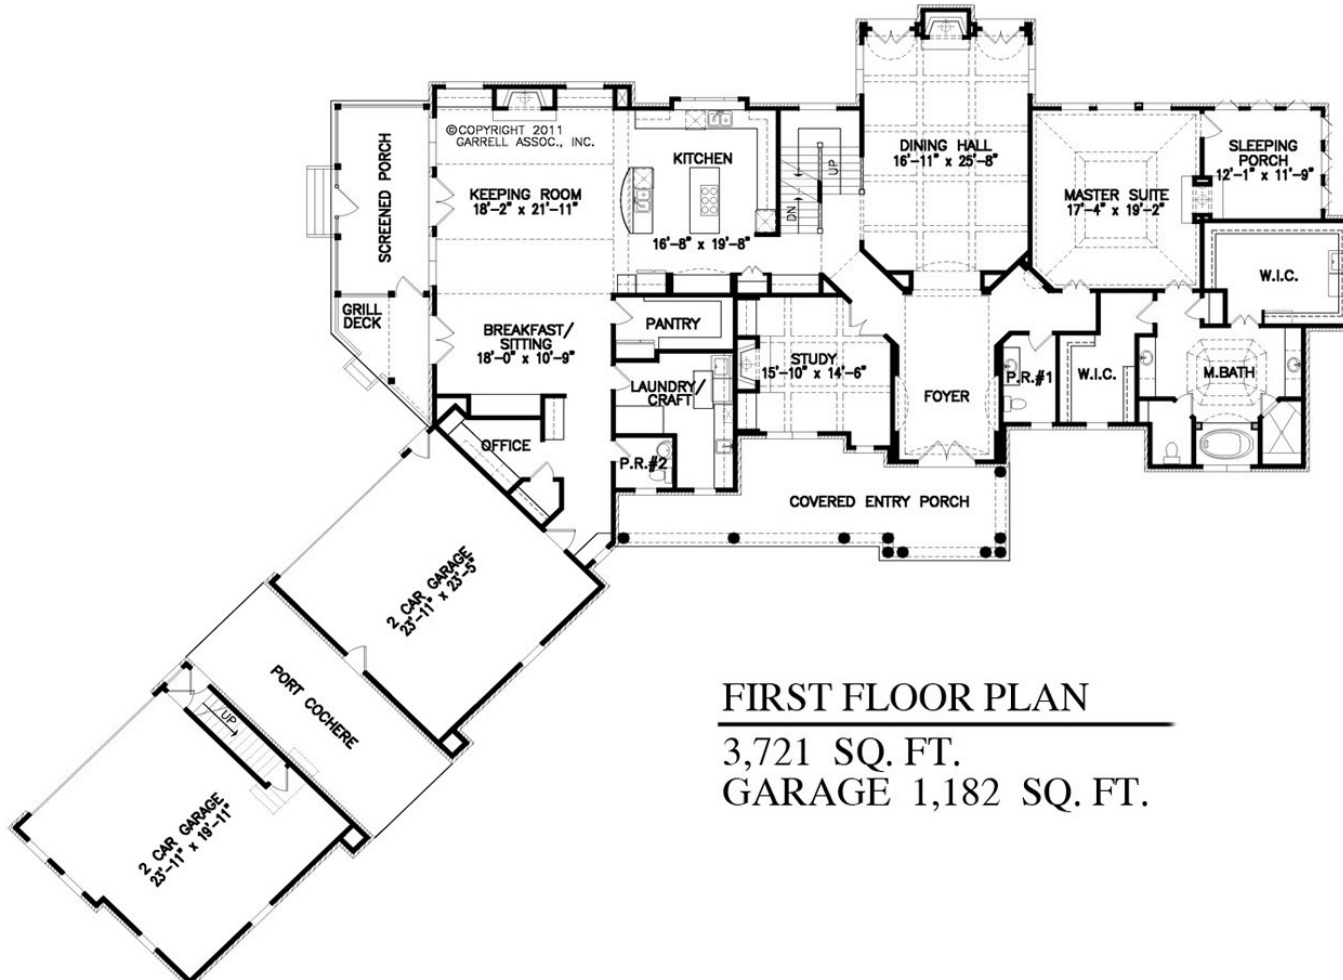 ©COPYRIGHT 2011
GARRELL ASSOC., INC.
SCREENED PORCH
KEEPING ROOM
18'-2" x 21'-11"
KITCHEN
16'-8" x 19'-8"
UP
DN
DINING HALL
16'-11" x 25'-8"
MASTER SUITE
17'-4" x 19'-2"
SLEEPING
PORCH
12'-1" x 11'-9"
W.I.C.
GRILL
DECK
BREAKFAST/
SITTING
18'-0" x 10'-9"
PANTRY
STUDY
15'-10" x 14'-6"
LAUNDRY/
CRAFT
FOYER
P.R.#1
W.I.C.
M.BATH
OFFICE
P.R.#2
COVERED ENTRY PORCH
2 CAR GARAGE
23'-11" x 23'-5"
PORT COCHERE
UP
2 CAR GARAGE
23'-11" x 19'-11"
FIRST FLOOR PLAN
3,721 SQ. FT.
GARAGE 1,182 SQ. FT.